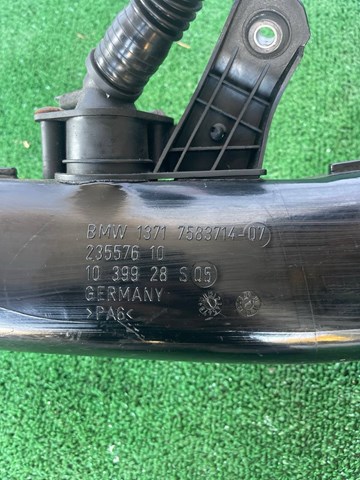 BMW 1371 7583714-07
235576 10
10 399 28 S 05
GERMANY
>PA6<